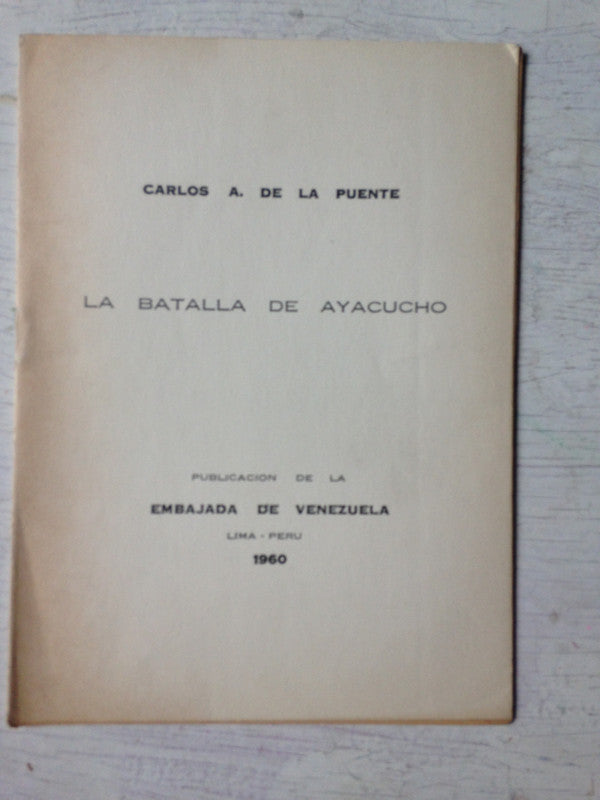 CARLOS A. DE LA PUENTE
LA BATALLA DE AYACUCHO
PUBLICACION DE LA
EMBAJADA DE VENEZUELA
LIMA - PERU
1960